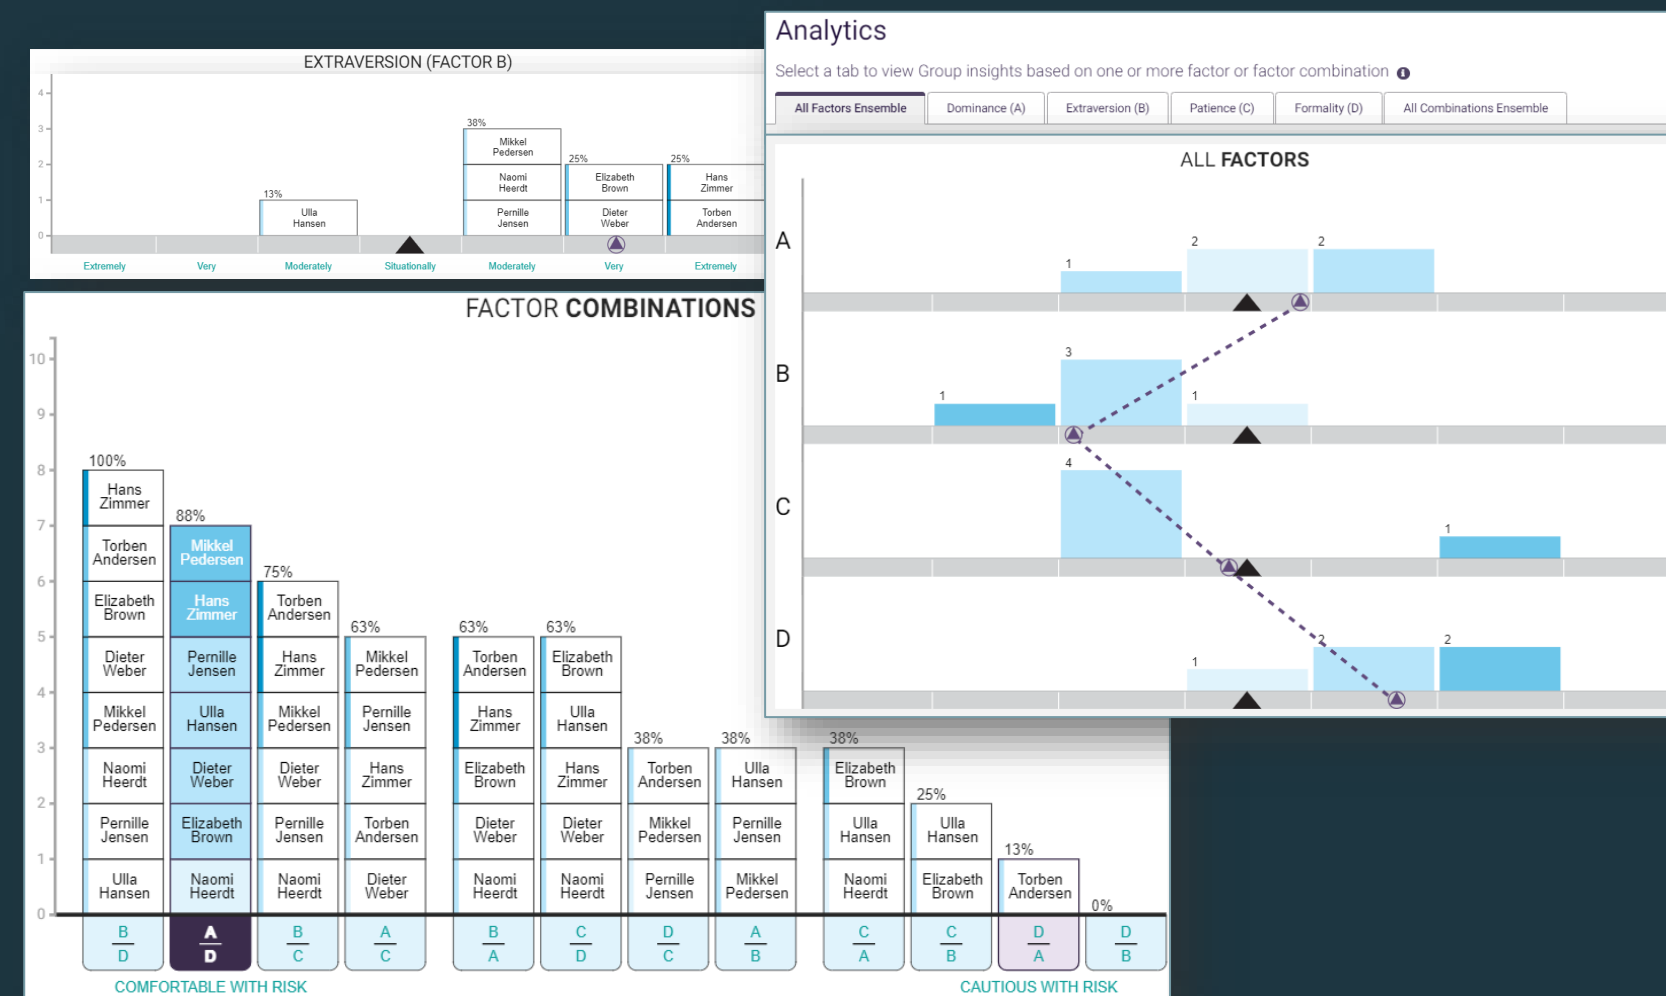 EXTRAVERSION (FACTOR B)
4
3
2
1
0
13%
Ulla
Hansen
38%
Mikkel
Pedersen
Naomi
Heerdt
Pernille
Jensen
25%
Elizabeth
Brown
Dieter
Weber
25%
Hans
Zimmer
Torben
Andersen
Extremely
Very
Moderately
Situationally
Moderately
Very
Extremely
Analytics
Select a tab to view Group insights based on one or more factor or factor combination
All Factors Ensemble
Dominance (A)
Extraversion (B)
Patience (C)
Formality (D)
All Combinations Ensemble
ALL FACTORS
A
1
2
2
B
1
3
1
C
4
1
D
1
2
2
FACTOR COMBINATIONS
10
9
8
7
6
5
4
3
2
1
0
100%
Hans
Zimmer
Torben
Andersen
Elizabeth
Brown
Dieter
Weber
Mikkel
Pedersen
Naomi
Heerdt
Pernille
Jensen
Ulla
Hansen
B
D
88%
Mikkel
Pedersen
Hans
Zimmer
Pernille
Jensen
Ulla
Hansen
Dieter
Weber
Elizabeth
Brown
Naomi
Heerdt
A
D
75%
Torben
Andersen
Hans
Zimmer
Mikkel
Pedersen
Dieter
Weber
Pernille
Jensen
Naomi
Heerdt
B
C
63%
Mikkel
Pedersen
Pernille
Jensen
Hans
Zimmer
Torben
Andersen
Dieter
Weber
A
C
63%
Torben
Andersen
Hans
Zimmer
Elizabeth
Brown
Dieter
Weber
Naomi
Heerdt
B
A
63%
Elizabeth
Brown
Ulla
Hansen
Hans
Zimmer
Dieter
Weber
Naomi
Heerdt
C
D
38%
Torben
Andersen
Mikkel
Pedersen
Pernille
Jensen
D
C
38%
Ulla
Hansen
Pernille
Jensen
Mikkel
Pedersen
A
B
38%
Elizabeth
Brown
Ulla
Hansen
Naomi
Heerdt
C
A
25%
Ulla
Hansen
Elizabeth
Brown
C
B
13%
Torben
Andersen
D
A
0%
D
B
COMFORTABLE WITH RISK
CAUTIOUS WITH RISK